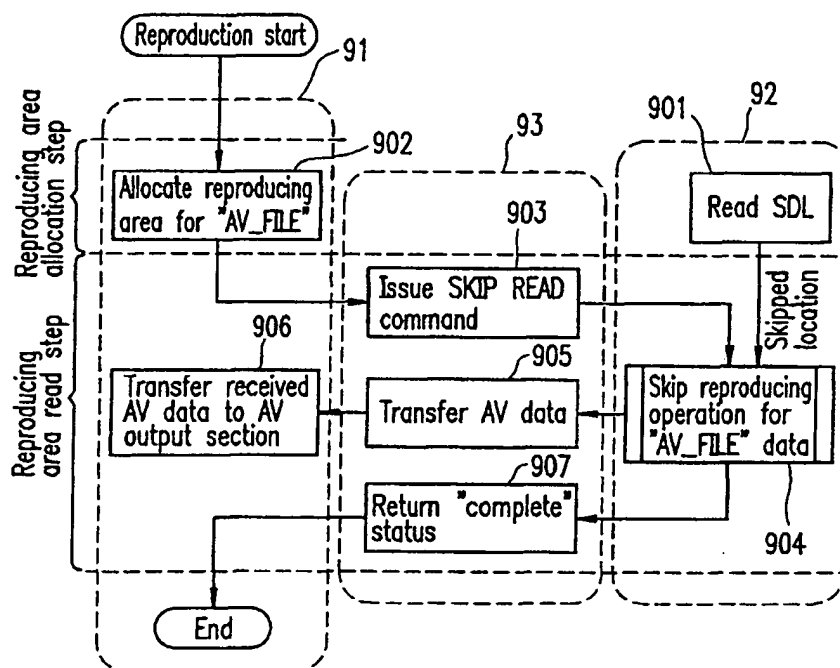 Reproduction start
91
92
93
901
902
903
Reproducing area
allocation step
Allocate reproducing
area for "AV_FILE"
Read SDL
Issue SKIP READ
command
Skipped
location
Reproducing
area read step
906
905
Transfer received
AV data to AV
output section
Transfer AV data
Skip reproducing
operation for
"AV_FILE" data
907
904
Return "complete"
status
End